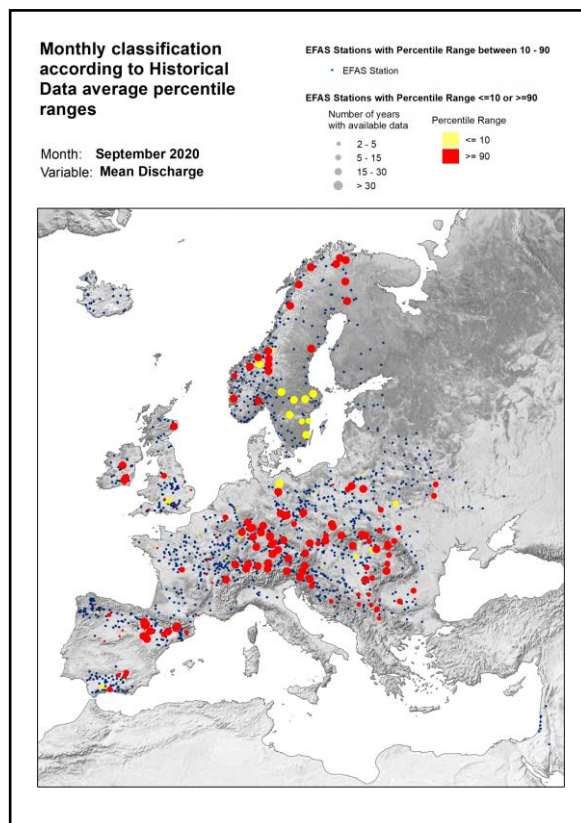 Monthly classification
according to Historical
Data average percentile
ranges
Month: September 2020
Variable: Mean Discharge
EFAS Stations with Percentile Range between 10 - 90
EFAS Station
EFAS Stations with Percentile Range <=10 or >=90
Number of years
with available data
2 - 5
5 - 15
15 - 30
> 30
Percentile Range
<= 10
>= 90